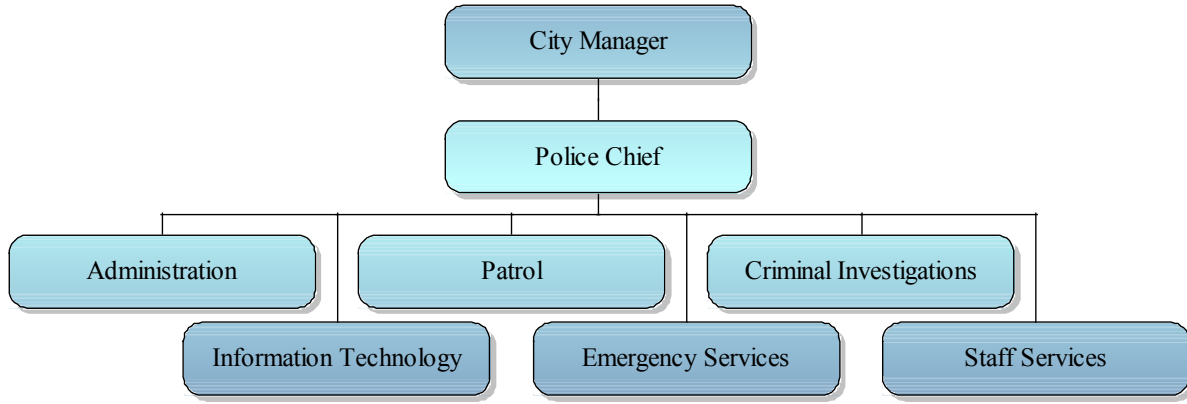 City Manager
Police Chief
Administration
Patrol
Criminal Investigations
Information Technology
Emergency Services
Staff Services